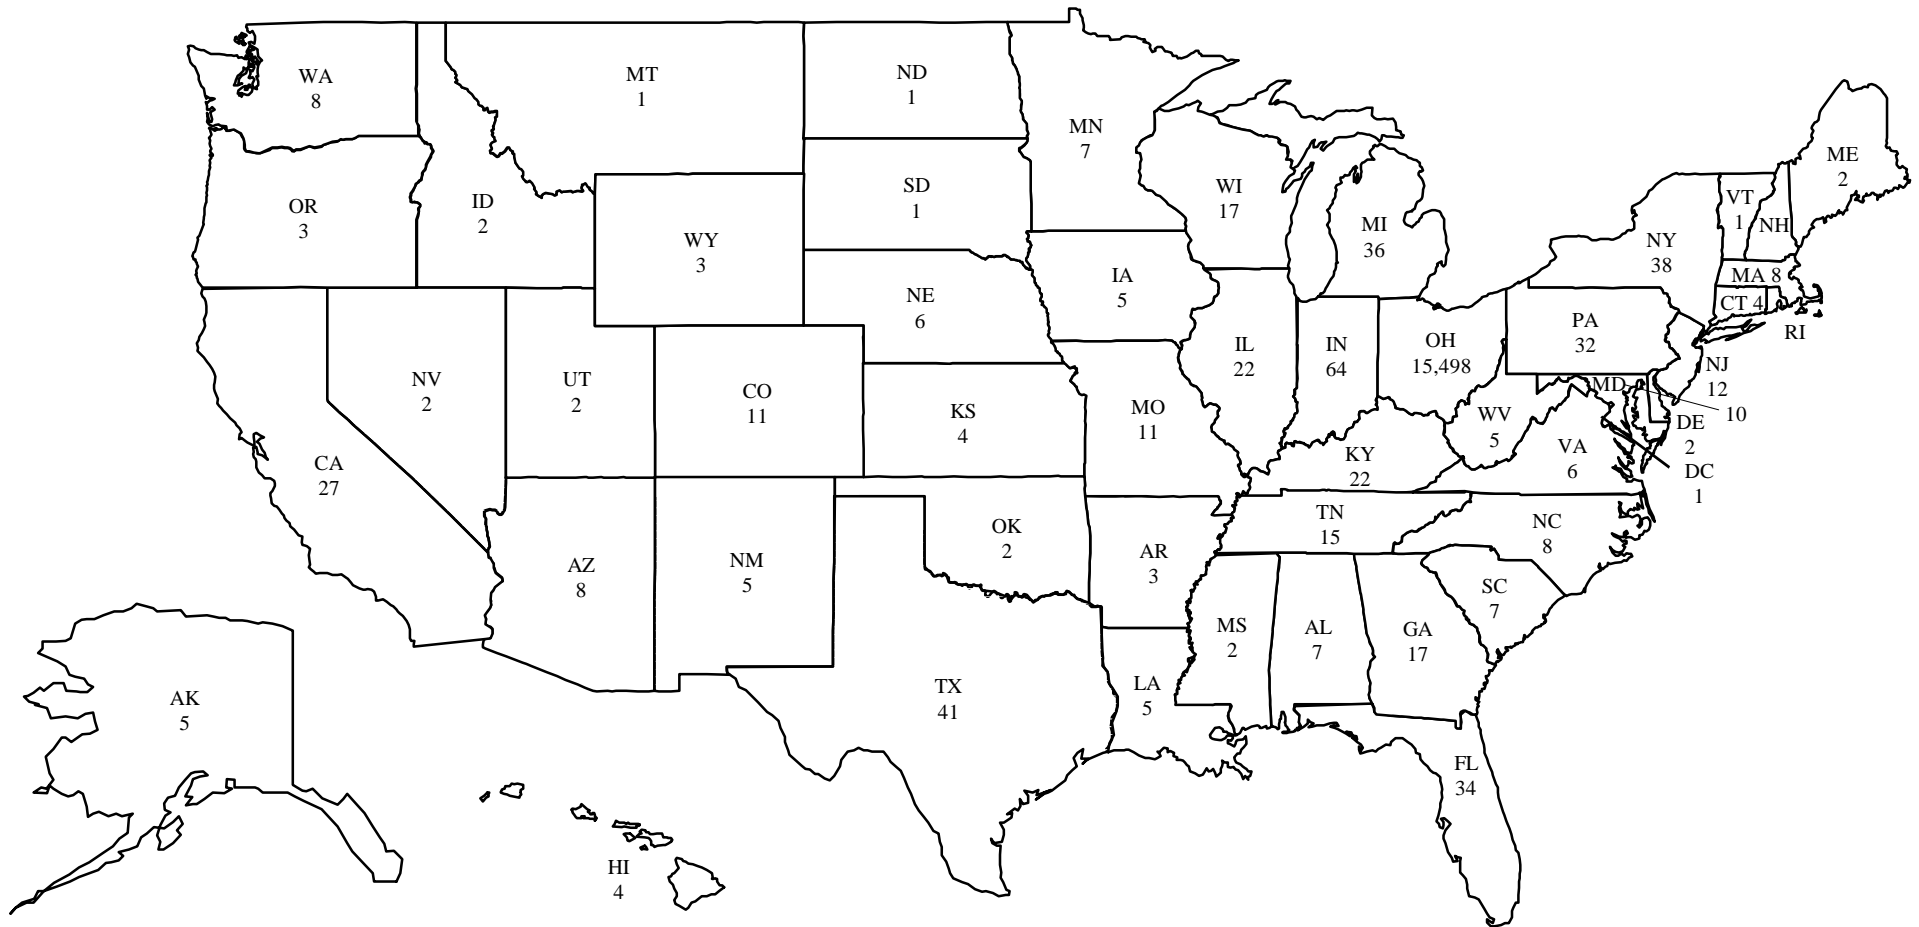 WA
8
MT
1
ND
1
MN
7
ME
2
OR
3
ID
2
WY
3
SD
1
WI
17
MI
36
NY
38
VT
1
NH
MA 8
CT 4
RI
NE
6
IA
5
IL
22
IN
64
OH
15,498
PA
32
NJ
12
MD
10
DE
2
DC
1
NV
2
UT
2
CO
11
KS
4
MO
11
KY
22
WV
5
VA
6
CA
27
AZ
8
NM
5
OK
2
AR
3
TN
15
NC
8
SC
7
MS
2
AL
7
GA
17
TX
41
LA
5
FL
34
AK
5
HI
4